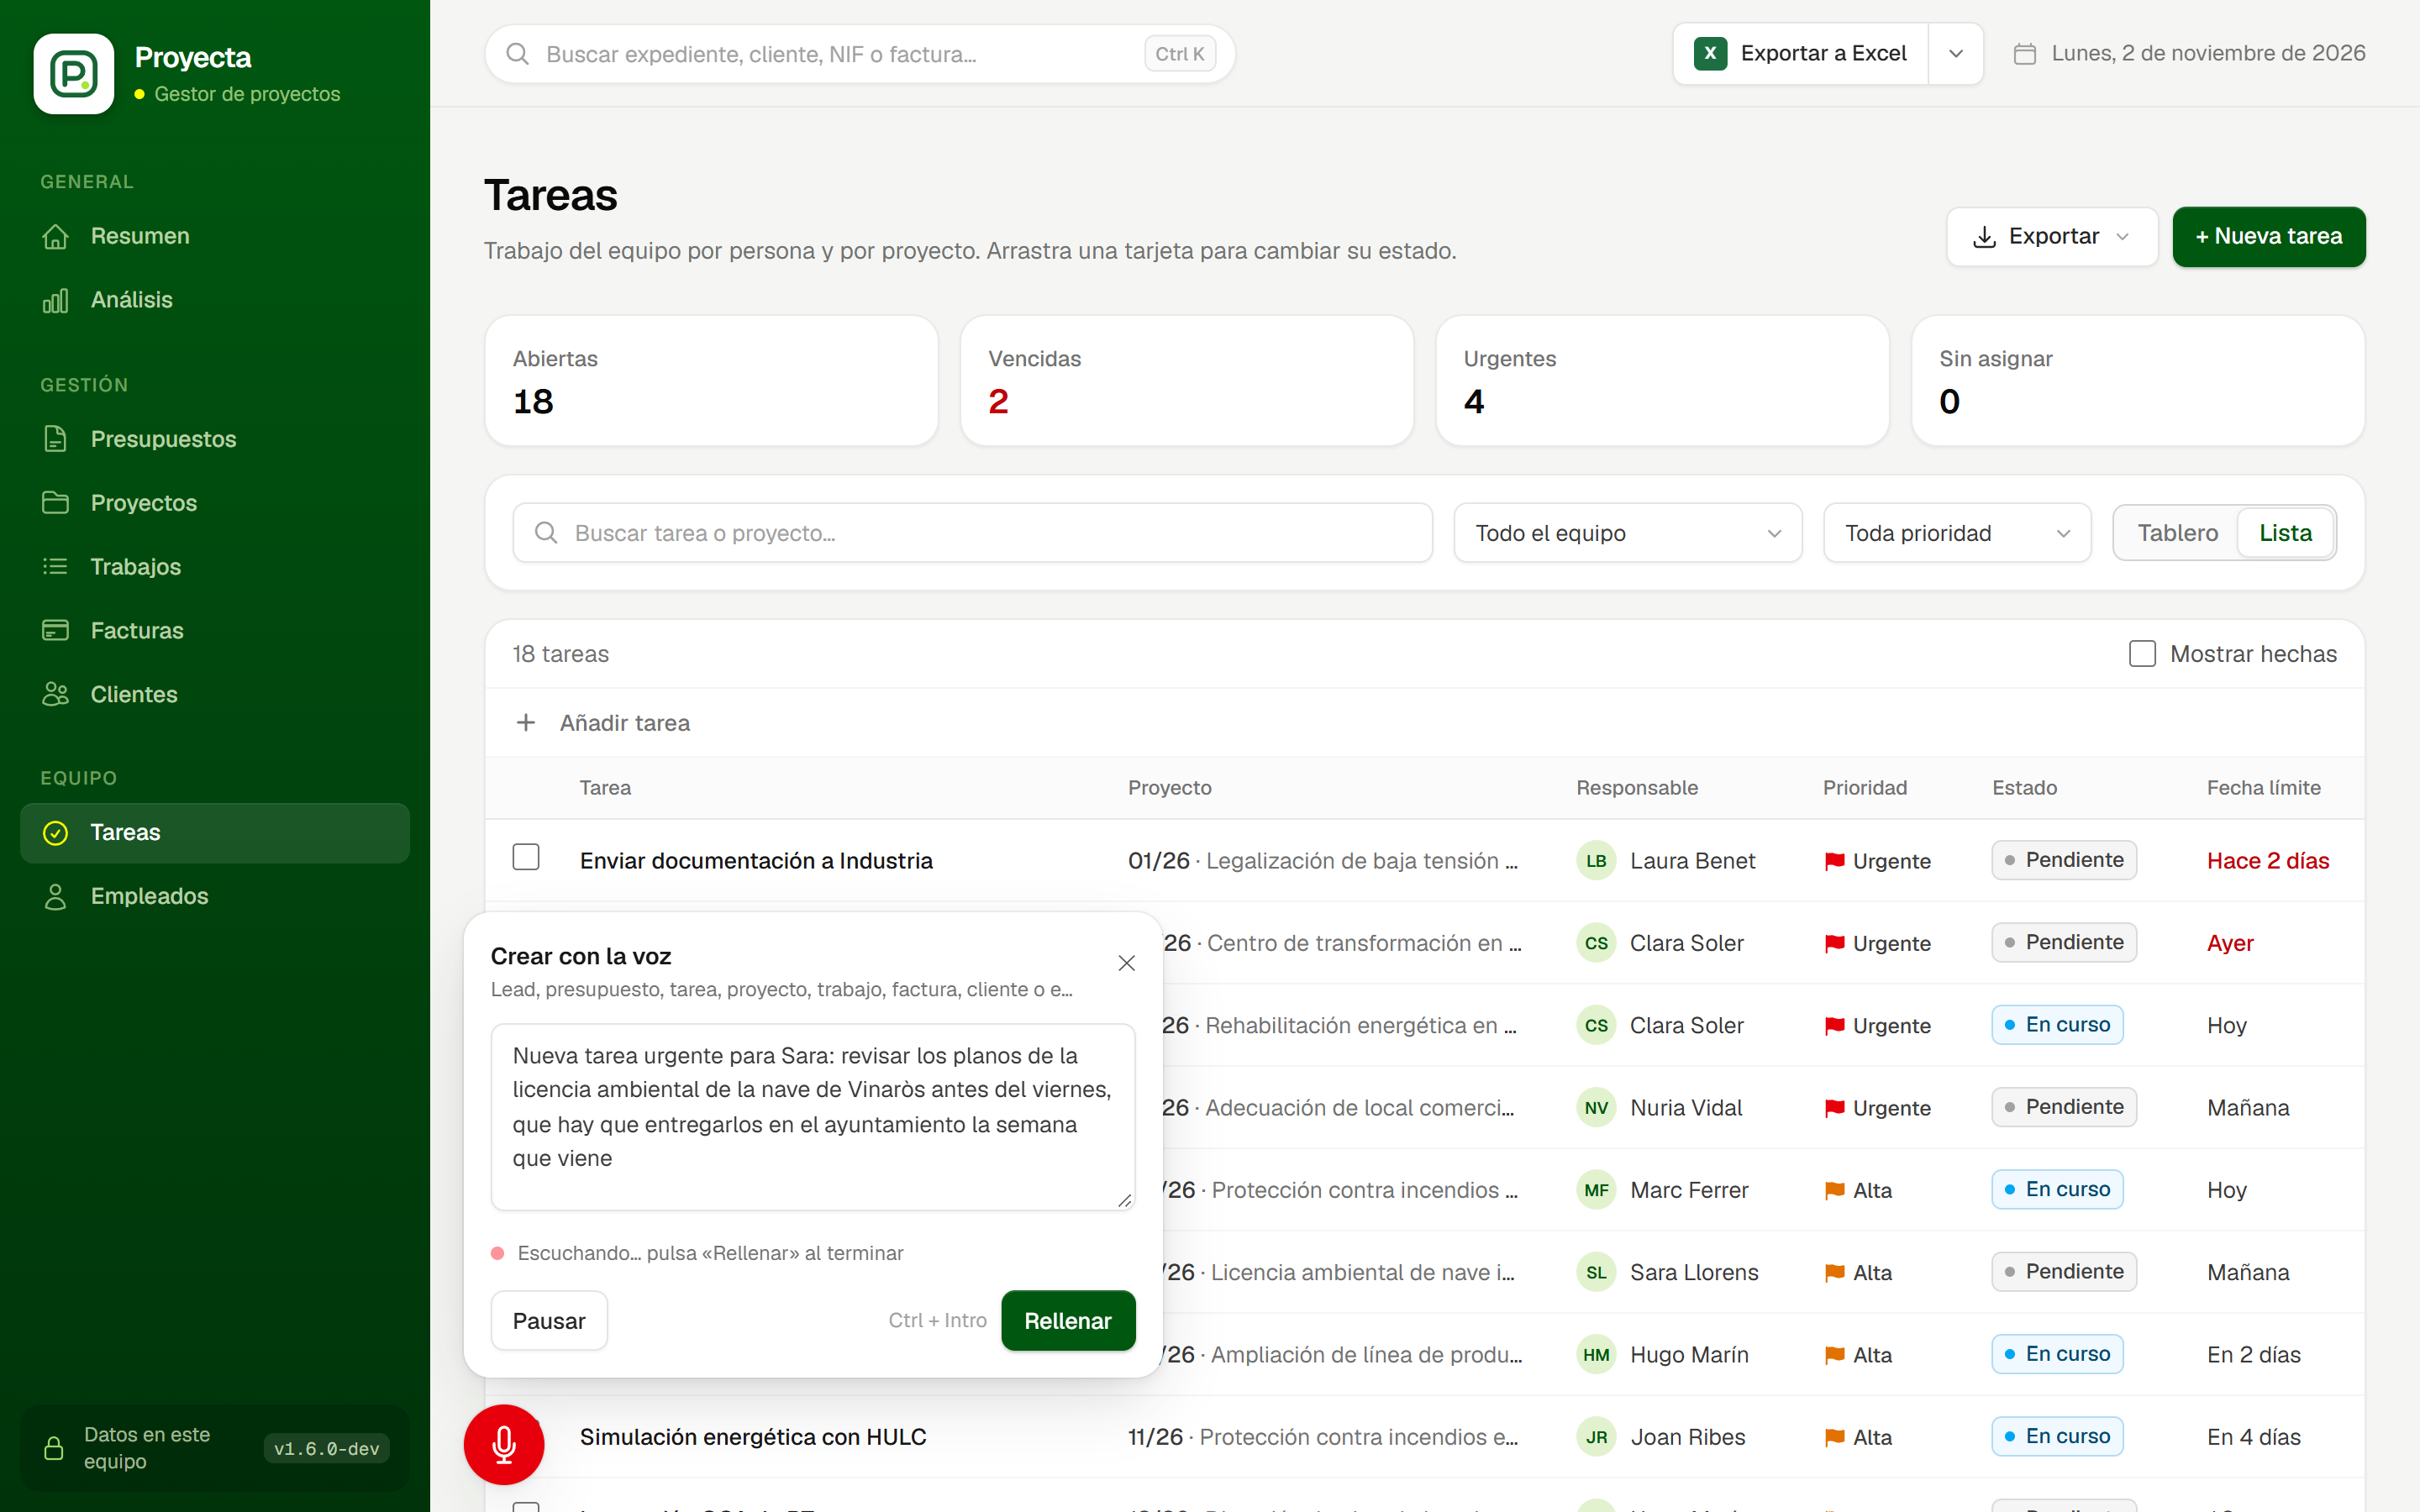 Proyecta
Gestor de proyectos
GENERAL
Resumen
Análisis
GESTIÓN
Presupuestos
Proyectos
Trabajos
Facturas
Clientes
EQUIPO
Tareas
Empleados
Datos en este
equipo
v1.6.0-dev
Buscar expediente, cliente, NIF o factura...
Ctrl K
X Exportar a Excel
Lunes, 2 de noviembre de 2026
Tareas
Trabajo del equipo por persona y por proyecto. Arrastra una tarjeta para cambiar su estado.
Exportar
+ Nueva tarea
Abiertas
18
Vencidas
2
Urgentes
4
Sin asignar
0
Buscar tarea o proyecto...
Todo el equipo
Toda prioridad
Tablero
Lista
18 tareas
Mostrar hechas
+ Añadir tarea
Tarea Proyecto Responsable Prioridad Estado Fecha límite
Enviar documentación a Industria 01/26 · Legalización de baja tensión ... LB Laura Benet Urgente Pendiente Hace 2 días
26 · Centro de transformación en ... CS Clara Soler Urgente Pendiente Ayer
26 · Rehabilitación energética en ... CS Clara Soler Urgente En curso Hoy
26 · Adecuación de local comerci... NV Nuria Vidal Urgente Pendiente Mañana
/26 · Protección contra incendios ... MF Marc Ferrer Alta En curso Hoy
/26 · Licencia ambiental de nave i... SL Sara Llorens Alta Pendiente Mañana
/26 · Ampliación de línea de produ... HM Hugo Marín Alta En curso En 2 días
Simulación energética con HULC 11/26 · Protección contra incendios e... JR Joan Ribes Alta En curso En 4 días
Crear con la voz
Lead, presupuesto, tarea, proyecto, trabajo, factura, cliente o e...
Nueva tarea urgente para Sara: revisar los planos de la
licencia ambiental de la nave de Vinaròs antes del viernes,
que hay que entregarlos en el ayuntamiento la semana
que viene
Escuchando... pulsa «Rellenar» al terminar
Pausar
Ctrl + Intro
Rellenar